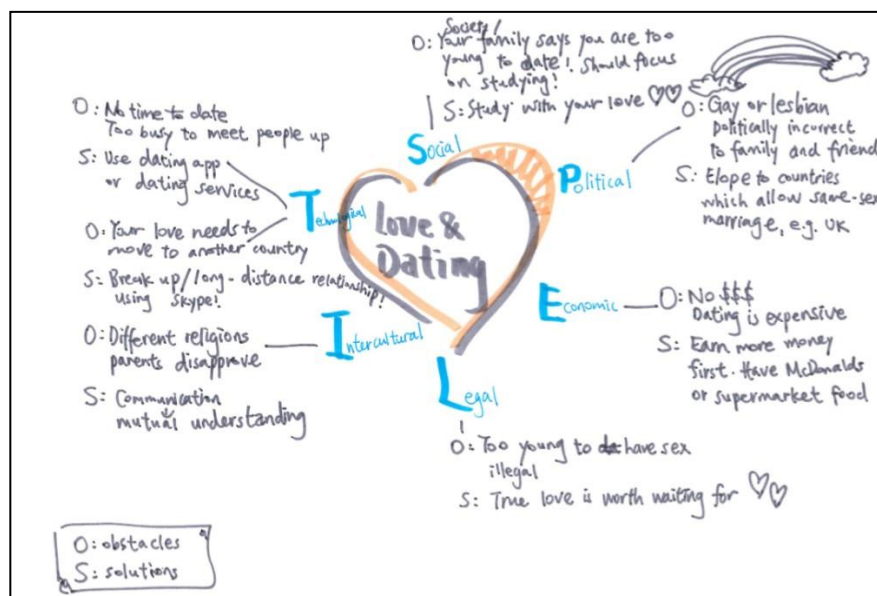 Love &
Dating
Social
Society/
O: Your family says you are too
young to date! Should focus
on studying!
S: Study with your love
Political
O: Gay or lesbian
politically incorrect
to family and friend
S: Elope to countries
which allow same-sex
marriage, e.g. UK
Economic
O: No $$$
Dating is expensive
S: Earn more money
first. Have McDonalds
or supermarket food
Legal
O: Too young to have sex
illegal
S: True love is worth waiting for
Intercultural
O: Different religions
parents disapprove
S: Communication
mutual understanding
Technological
O: No time to date
Too busy to meet people up
S: Use dating app
or dating services
O: Your love needs to
move to another country
S: Break up/long-distance relationship!
using Skype!
O: obstacles
S: solutions